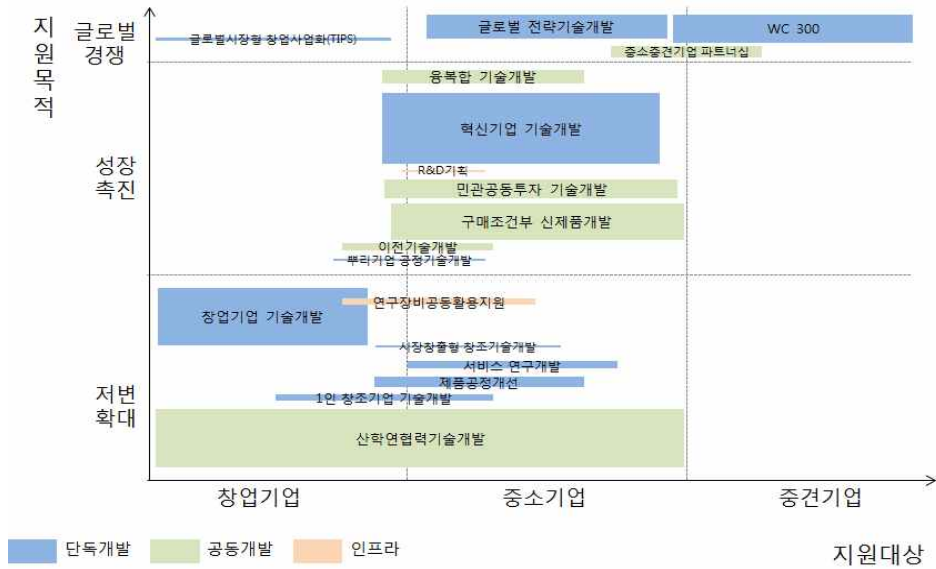 지원목적
글로벌
경쟁
글로벌시장형 창업사업화(TIPS)
글로벌 전략기술개발
WC 300
중소중견기업 파트너십
융복합 기술개발
혁신기업 기술개발
성장
촉진
R&D기획
민관공동투자 기술개발
구매조건부 신제품개발
이전기술개발
뿌리기업 공정기술개발
창업기업 기술개발
연구장비공동활용지원
시장창출형 창조기술개발
서비스 연구개발
제품공정개선
저변
확대
1인 창조기업 기술개발
산학연협력기술개발
창업기업
중소기업
중견기업
단독개발
공동개발
인프라
지원대상